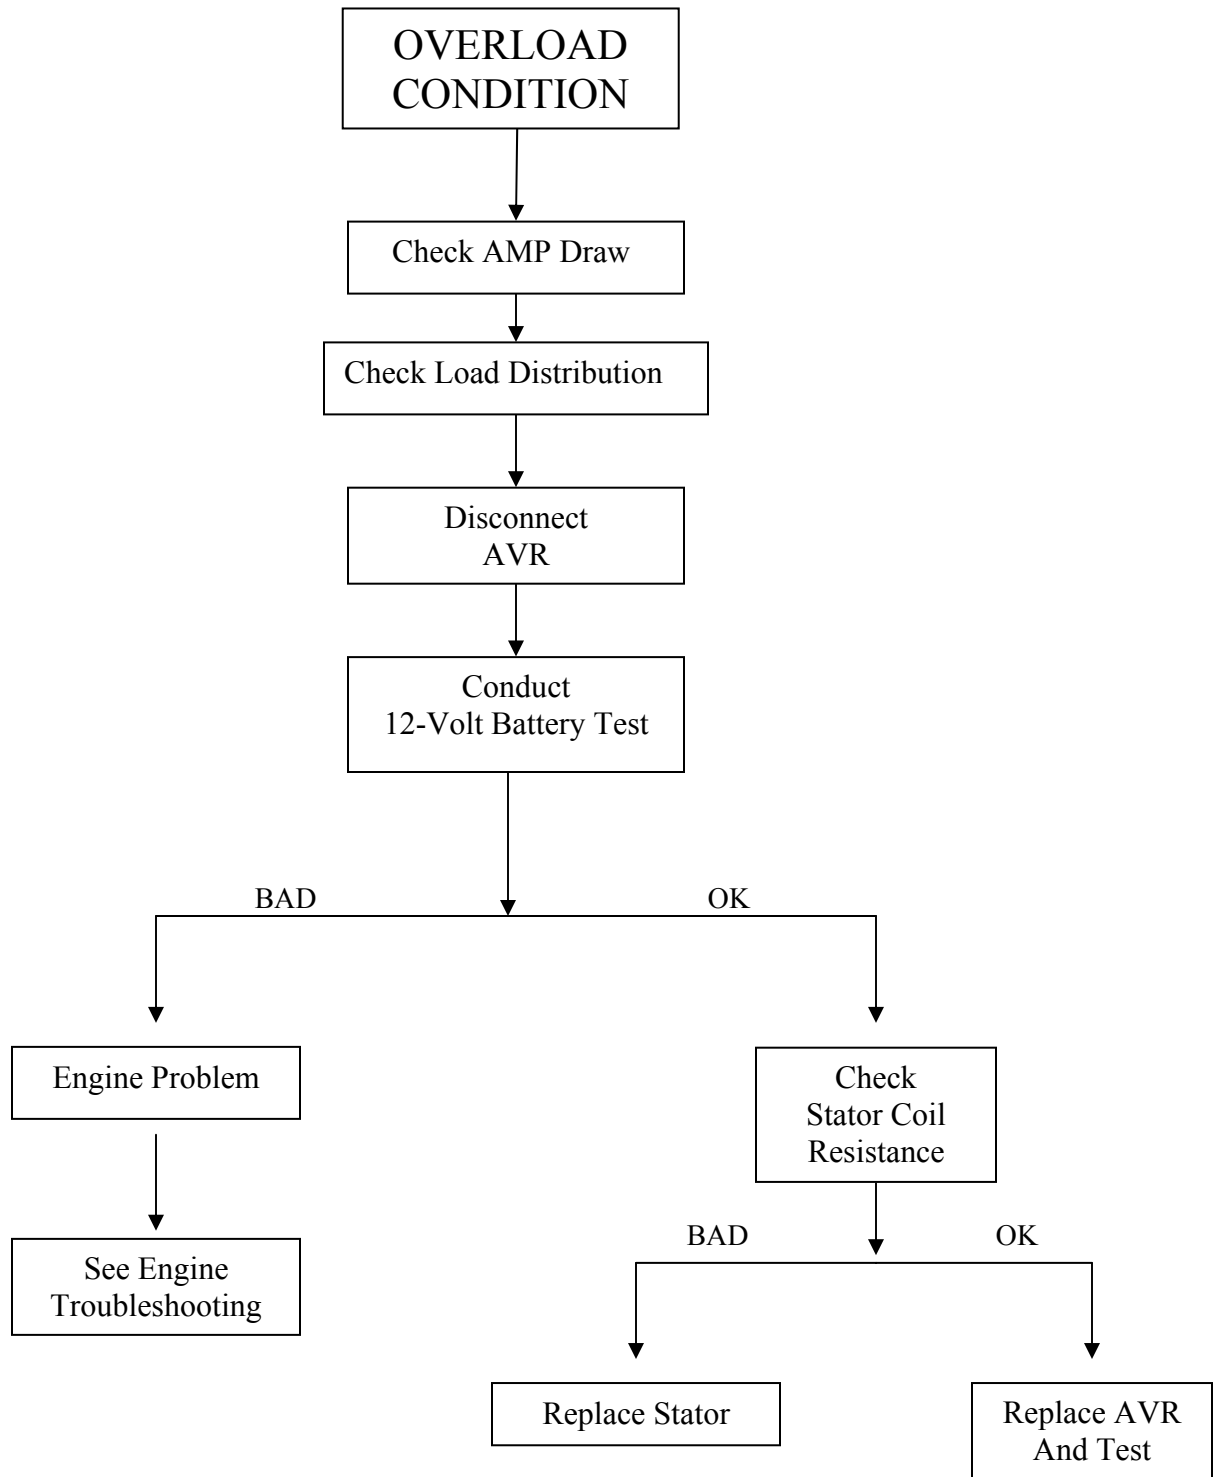 OVERLOAD
CONDITION
Check AMP Draw
Check Load Distribution
Disconnect
AVR
Conduct
12-Volt Battery Test
BAD
OK
Engine Problem
Check
Stator Coil
Resistance
See Engine
Troubleshooting
BAD
OK
Replace Stator
Replace AVR
And Test